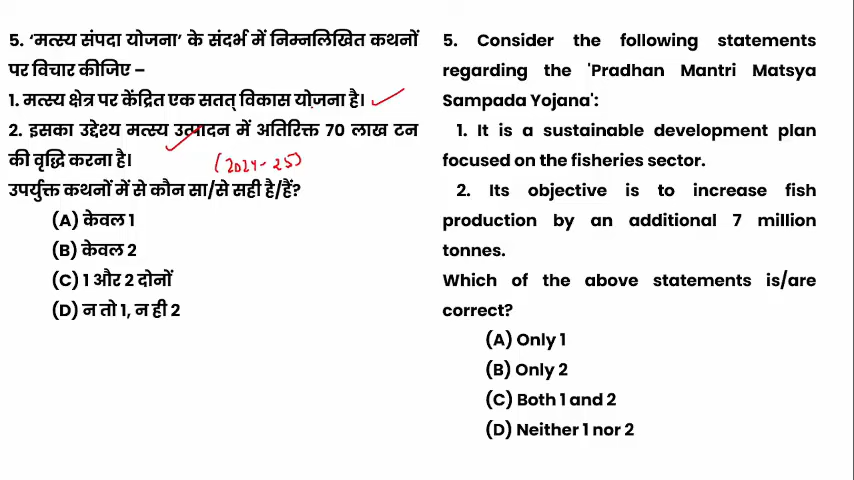 5. ‘मत्स्य संपदा योजना’ के संदर्भ में निम्नलिखित कथनों
पर विचार कीजिए –
1. मत्स्य क्षेत्र पर केंद्रित एक सतत् विकास योजना है।
2. इसका उद्देश्य मत्स्य उत्पादन में अतिरिक्त 70 लाख टन
की वृद्धि करना है।
(2024-25)
उपर्युक्त कथनों में से कौन सा/से सही है/हैं?
(A) केवल 1
(B) केवल 2
(C) 1 और 2 दोनों
(D) न तो 1, न ही 2
5. Consider the following statements
regarding the 'Pradhan Mantri Matsya
Sampada Yojana':
1. It is a sustainable development plan
focused on the fisheries sector.
2. Its objective is to increase fish
production by an additional 7 million
tonnes.
Which of the above statements is/are
correct?
(A) Only 1
(B) Only 2
(C) Both 1 and 2
(D) Neither 1 nor 2